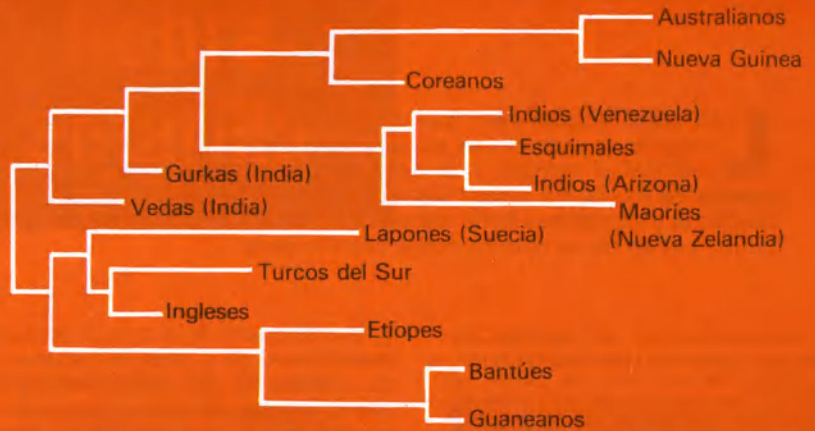 Australianos
Nueva Guinea
Coreanos
Indios (Venezuela)
Esquimales
Gurkas (India)
Indios (Arizona)
Vedas (India)
Maoríes
(Nueva Zelandia)
Lapones (Suecia)
Turcos del Sur
Ingleses
Etíopes
Bantúes
Guaneanos